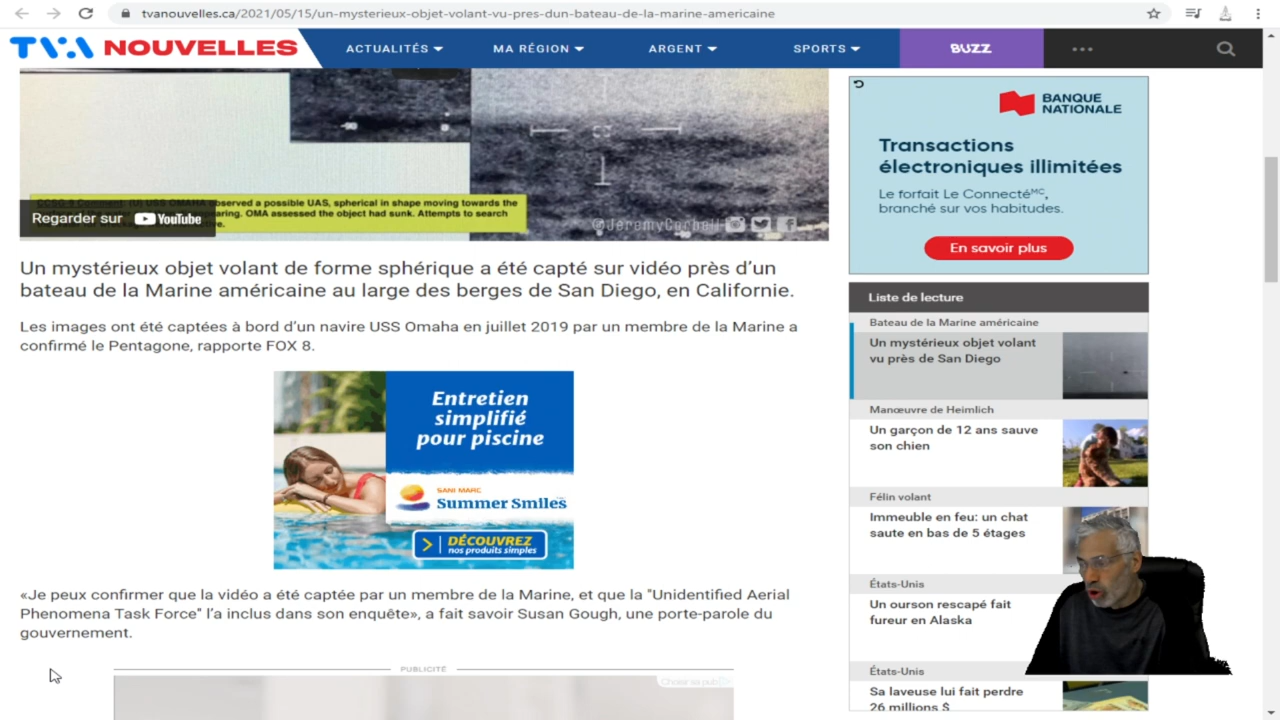 tvanouvelles.ca/2021/05/15/un-mysterieux-objet-volant-vu-pres-dun-bateau-de-la-marine-americaine
TVA NOUVELLES
ACTUALITÉS
MA RÉGION
ARGENT
SPORTS
BUZZ
CCSG 9 Comment: (U) USS OMAHA observed a possible UAS, spherical in shape moving towards the
aring. OMA assessed the object had sunk. Attempts to search
Regarder sur YouTube
@JeremyCorbell
Un mystérieux objet volant de forme sphérique a été capté sur vidéo près d’un
bateau de la Marine américaine au large des berges de San Diego, en Californie.
Les images ont été captées à bord d’un navire USS Omaha en juillet 2019 par un membre de la Marine a
confirmé le Pentagone, rapporte FOX 8.
Entretien
simplifié
pour piscine
SANI MARC
Summer Smiles
DÉCOUVREZ
nos produits simples
«Je peux confirmer que la vidéo a été captée par un membre de la Marine, et que la "Unidentified Aerial
Phenomena Task Force" l’a inclus dans son enquête», a fait savoir Susan Gough, une porte-parole du
gouvernement.
PUBLICITÉ
BANQUE
NATIONALE
Transactions
électroniques illimitées
Le forfait Le ConnectéMC,
branché sur vos habitudes.
En savoir plus
Liste de lecture
Bateau de la Marine américaine
Un mystérieux objet volant
vu près de San Diego
Manœuvre de Heimlich
Un garçon de 12 ans sauve
son chien
Félin volant
Immeuble en feu: un chat
saute en bas de 5 étages
États-Unis
Un ourson rescapé fait
fureur en Alaska
États-Unis
Sa laveuse lui fait perdre
26 millions $